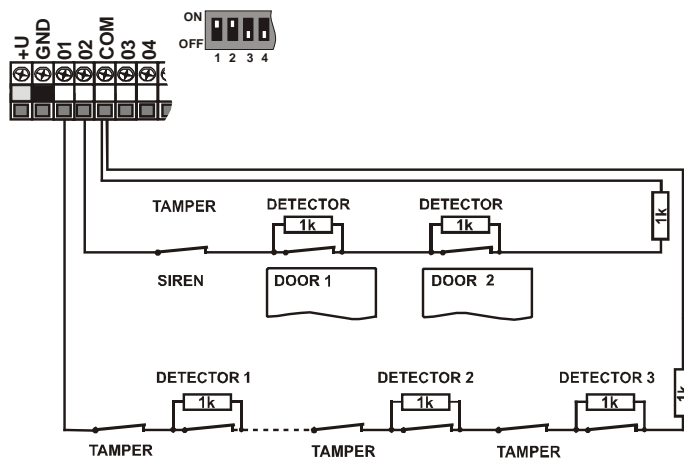 ON
OFF
1 2 3 4
+U GND 01 02 COM 03 04
TAMPER DETECTOR DETECTOR
1k 1k 1k
SIREN DOOR 1 DOOR 2
DETECTOR 1 DETECTOR 2 DETECTOR 3
1k 1k 1k 1k
TAMPER TAMPER TAMPER